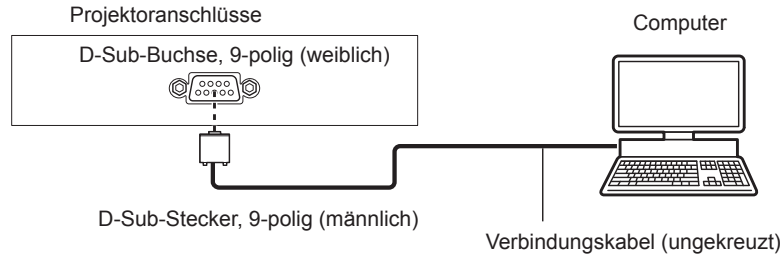 Projektoranschlüsse
Computer
D-Sub-Buchse, 9-polig (weiblich)
D-Sub-Stecker, 9-polig (männlich)
Verbindungskabel (ungekreuzt)